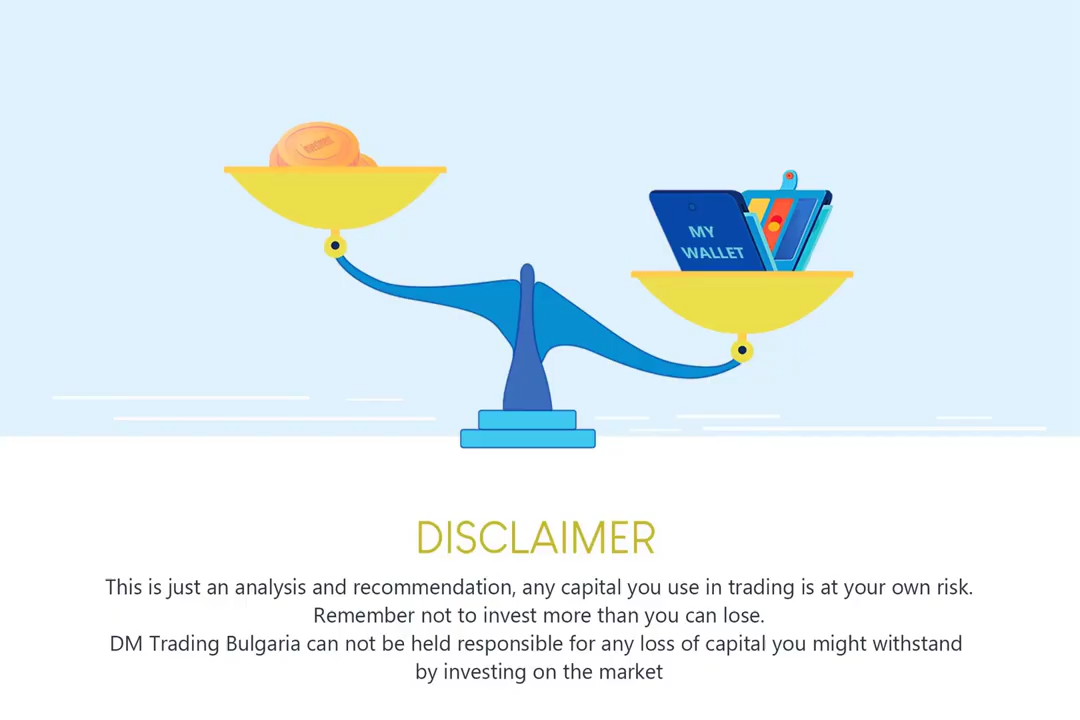 MY
WALLET
DISCLAIMER
This is just an analysis and recommendation, any capital you use in trading is at your own risk.
Remember not to invest more than you can lose.
DM Trading Bulgaria can not be held responsible for any loss of capital you might withstand
by investing on the market